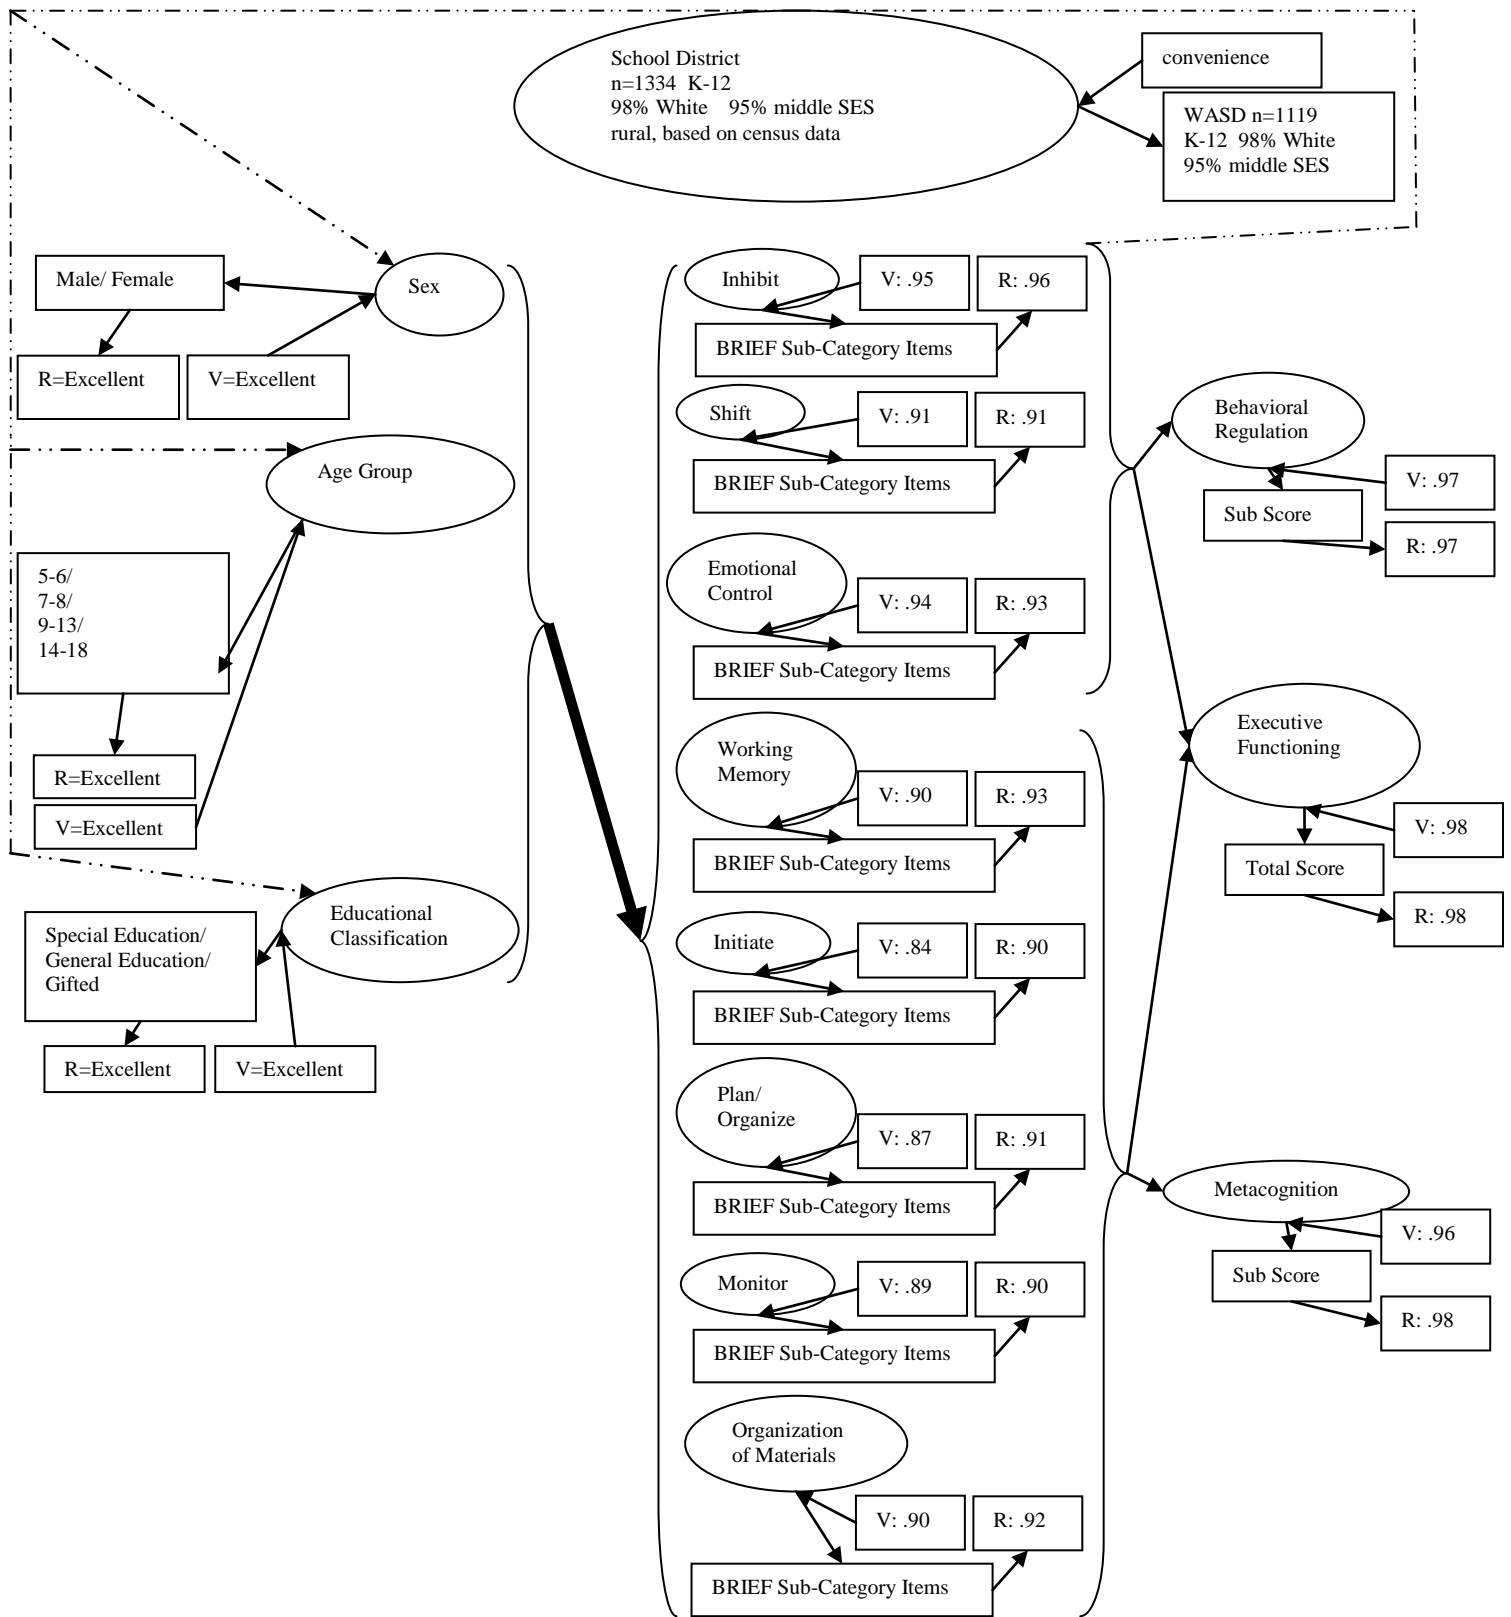 School District
n=1334 K-12
98% White 95% middle SES
rural, based on census data
convenience
WASD n=1119
K-12 98% White
95% middle SES
Male/ Female
Sex
R=Excellent
V=Excellent
Age Group
5-6/
7-8/
9-13/
14-18
R=Excellent
V=Excellent
Educational
Classification
Special Education/
General Education/
Gifted
R=Excellent
V=Excellent
Inhibit
V: .95
R: .96
BRIEF Sub-Category Items
Shift
V: .91
R: .91
BRIEF Sub-Category Items
Emotional
Control
V: .94
R: .93
BRIEF Sub-Category Items
Working
Memory
V: .90
R: .93
BRIEF Sub-Category Items
Initiate
V: .84
R: .90
BRIEF Sub-Category Items
Plan/
Organize
V: .87
R: .91
BRIEF Sub-Category Items
Monitor
V: .89
R: .90
BRIEF Sub-Category Items
Organization
of Materials
V: .90
R: .92
BRIEF Sub-Category Items
Behavioral
Regulation
V: .97
Sub Score
R: .97
Executive
Functioning
V: .98
Total Score
R: .98
Metacognition
V: .96
Sub Score
R: .98